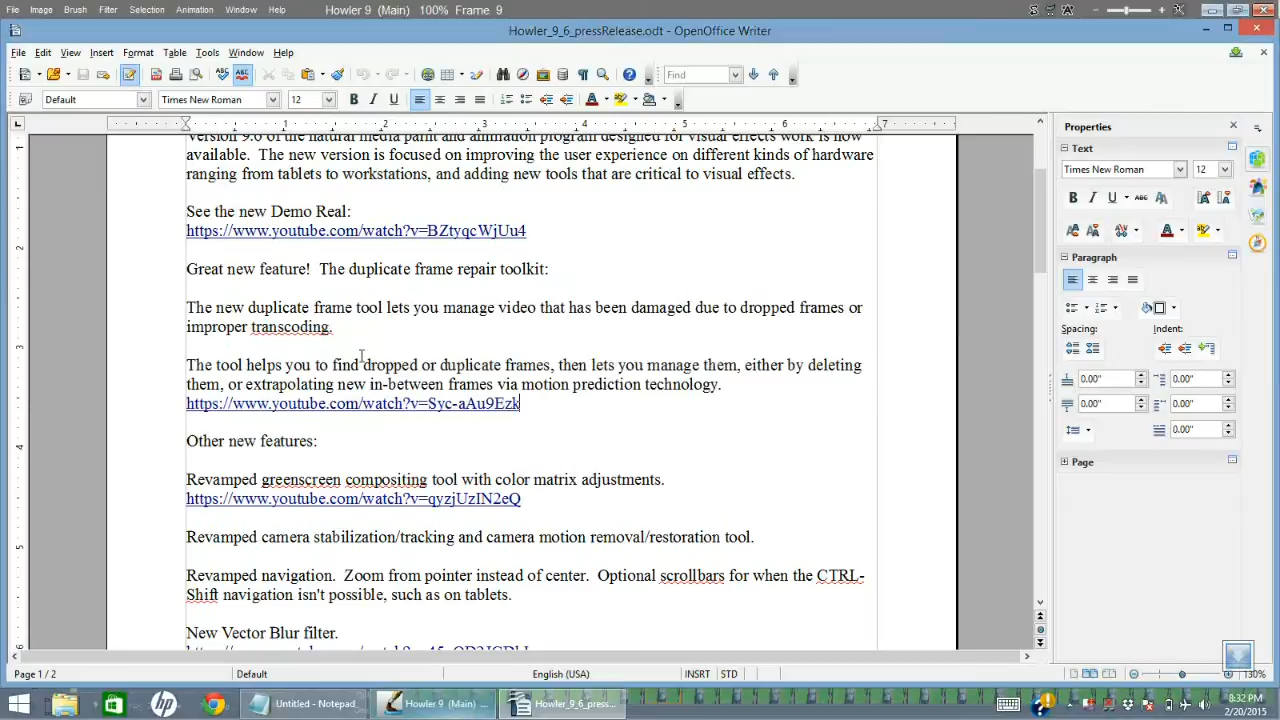 File Image Brush Filter Selection Animation Window Help Howler 9 (Main) 100% Frame 9
Howler_9_6_pressRelease.odt - OpenOffice Writer
File Edit View Insert Format Table Tools Window Help
Find
Default Times New Roman 12
1 2 3 4 5 6 7
version 9.6 of the natural media paint and animation program designed for visual effects work is now
available. The new version is focused on improving the user experience on different kinds of hardware
ranging from tablets to workstations, and adding new tools that are critical to visual effects.
See the new Demo Real:
https://www.youtube.com/watch?v=BZtyqcWjUu4
Great new feature! The duplicate frame repair toolkit:
The new duplicate frame tool lets you manage video that has been damaged due to dropped frames or
improper transcoding.
The tool helps you to find dropped or duplicate frames, then lets you manage them, either by deleting
them, or extrapolating new in-between frames via motion prediction technology.
https://www.youtube.com/watch?v=Syc-aAu9Ezk
Other new features:
Revamped greenscreen compositing tool with color matrix adjustments.
https://www.youtube.com/watch?v=qyzjUzIN2eQ
Revamped camera stabilization/tracking and camera motion removal/restoration tool.
Revamped navigation. Zoom from pointer instead of center. Optional scrollbars for when the CTRL-
Shift navigation isn't possible, such as on tablets.
New Vector Blur filter.
Properties
Text
Times New Roman 12
Paragraph
Spacing: Indent:
0.00" 0.00"
0.00" 0.00"
0.00"
Page
Page 1 / 2 Default English (USA) INSRT STD 130%
Untitled - Notepad Howler 9 (Main) ... Howler_9_6_press...
8:32 PM
2/20/2015